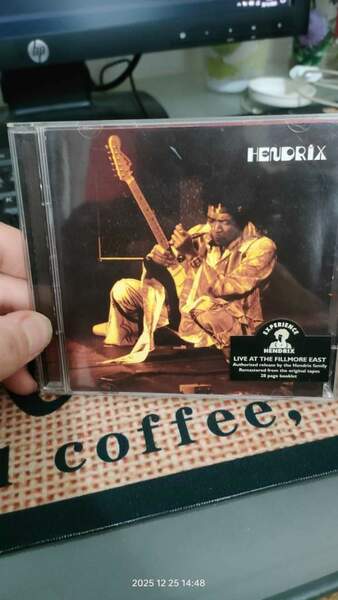 hp
HENDRIX
EXPERIENCE
HENDRIX
LIVE AT THE FILLMORE EAST
Authorized release by the Hendrix family
Remastered from the original tapes
28 page booklet
coffee,
2025 12 25 14:48